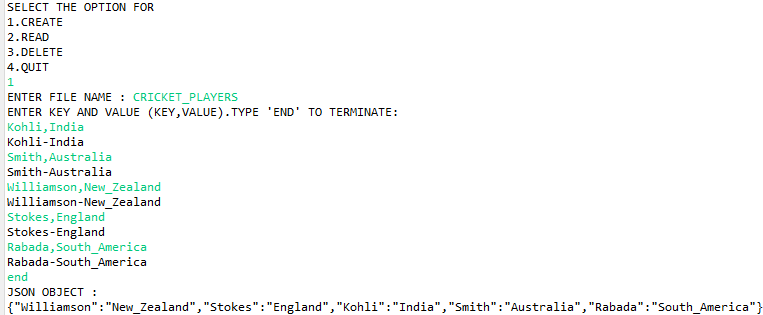 SELECT THE OPTION FOR
1.CREATE
2.READ
3.DELETE
4.QUIT
1
ENTER FILE NAME : CRICKET_PLAYERS
ENTER KEY AND VALUE (KEY,VALUE).TYPE 'END' TO TERMINATE:
Kohli,India
Kohli-India
Smith,Australia
Smith-Australia
Williamson,New_Zealand
Williamson-New_Zealand
Stokes,England
Stokes-England
Rabada,South_America
Rabada-South_America
end
JSON OBJECT :
{"Williamson":"New_Zealand","Stokes":"England","Kohli":"India","Smith":"Australia","Rabada":"South_America"}